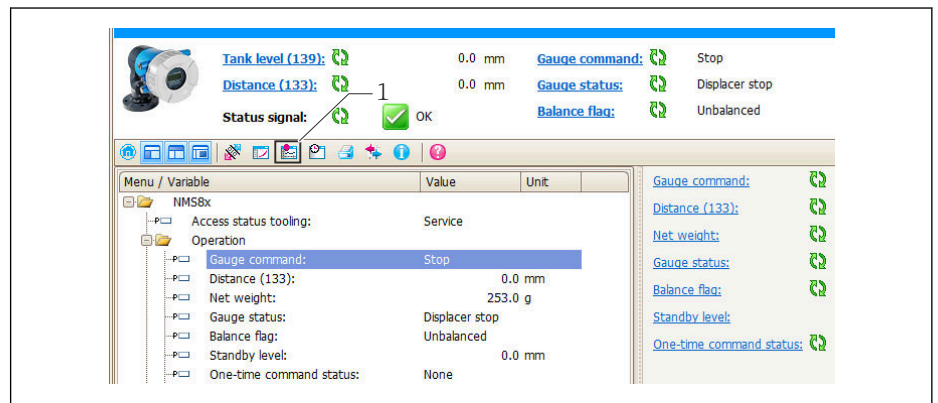 Tank level (139): 0.0 mm Gauge command: Stop
Distance (133): 0.0 mm Gauge status: Displacer stop
1
Status signal: OK Balance flag: Unbalanced
Menu / Variable Value Unit
NMS8x
Access status tooling: Service
Operation
Gauge command: Stop
Distance (133): 0.0 mm
Net weight: 253.0 g
Gauge status: Displacer stop
Balance flag: Unbalanced
Standby level: 0.0 mm
One-time command status: None
Gauge command:
Distance (133):
Net weight:
Gauge status:
Balance flag:
Standby level:
One-time command status: